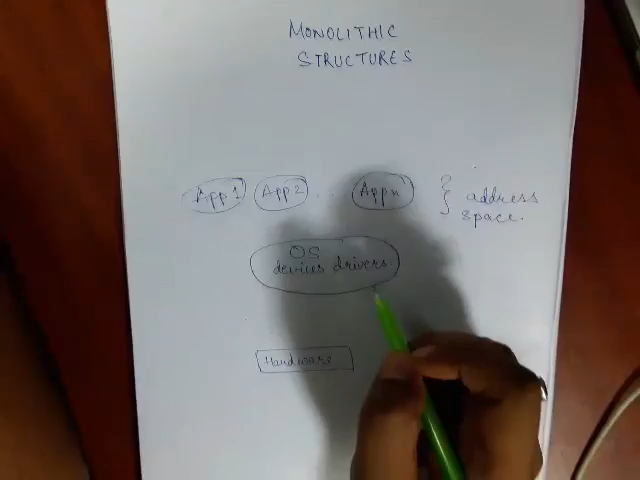 MONOLITHIC
STRUCTURES
App 1 App 2 ... App n } address
space.
OS
devices drivers.
Hardware